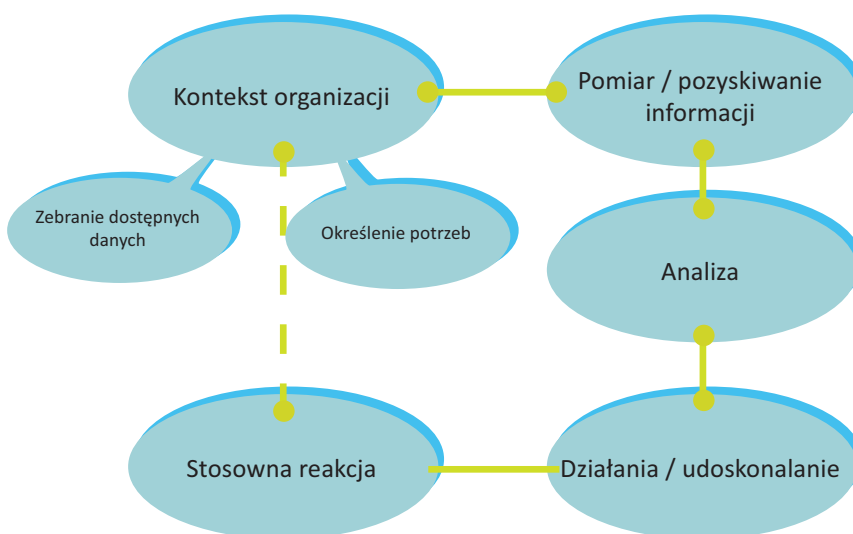 Kontekst organizacji
Pomiar / pozyskiwanie
informacji
Zebranie dostępnych
danych
Określenie potrzeb
Analiza
Stosowna reakcja
Działania / udoskonalanie